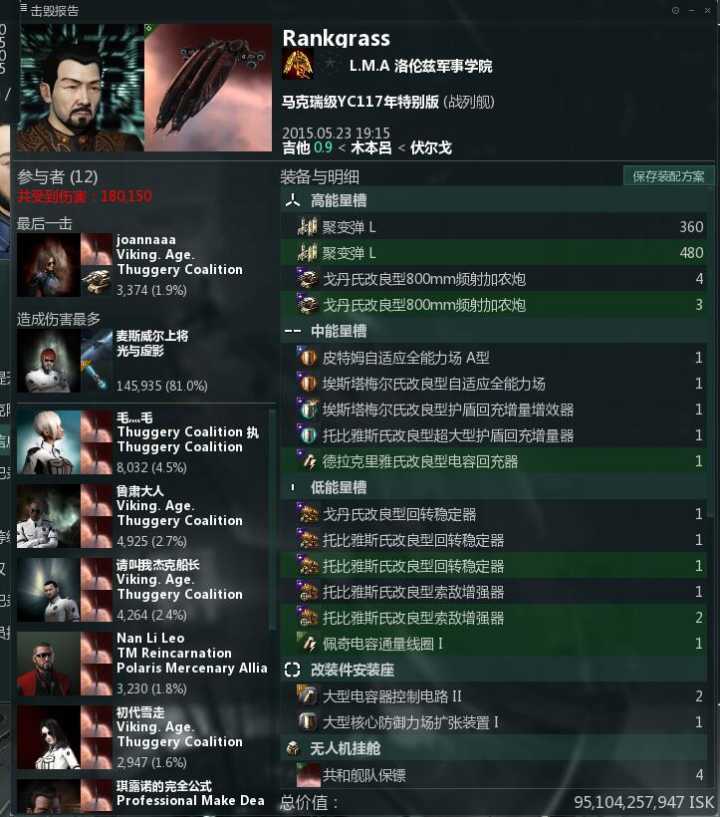 击毁报告
Rankgrass
L.M.A 洛伦兹军事学院
马克瑞级YC117年特别版 (战列舰)
2015.05.23 19:15
吉他 0.9 < 木本吕 < 伏尔戈
参与者 (12)
共受到伤害：180,150
最后一击
joannaaa
Viking. Age.
Thuggery Coalition
3,374 (1.9%)
造成伤害最多
麦斯威尔上将
光与虚影
145,935 (81.0%)
毛灬毛
Thuggery Coalition 执
Thuggery Coalition
8,032 (4.5%)
鲁肃大人
Viking. Age.
Thuggery Coalition
4,925 (2.7%)
请叫我杰克船长
Viking. Age.
Thuggery Coalition
4,264 (2.4%)
Nan Li Leo
TM Reincarnation
Polaris Mercenary Allia
3,230 (1.8%)
初代雪走
Viking. Age.
Thuggery Coalition
2,947 (1.6%)
琪露诺的完全公式
Professional Make Dea
装备与明细
保存装配方案
高能量槽
聚变弹 L 360
聚变弹 L 480
戈丹氏改良型800mm频射加农炮 4
戈丹氏改良型800mm频射加农炮 3
中能量槽
皮特姆自适应全能力场 A型 1
埃斯塔梅尔氏改良型自适应全能力场 1
埃斯塔梅尔氏改良型护盾回充增量增效器 1
托比雅斯氏改良型超大型护盾回充增量器 1
德拉克里雅氏改良型电容回充器 1
低能量槽
戈丹氏改良型回转稳定器 1
托比雅斯氏改良型回转稳定器 1
托比雅斯氏改良型回转稳定器 1
托比雅斯氏改良型索敌增强器 1
托比雅斯氏改良型索敌增强器 2
佩奇电容通量线圈 I 1
改装件安装座
大型电容器控制电路 II 2
大型核心防御力场扩张装置 I 1
无人机挂舱
共和舰队保镖 4
总价值： 95,104,257,947 ISK